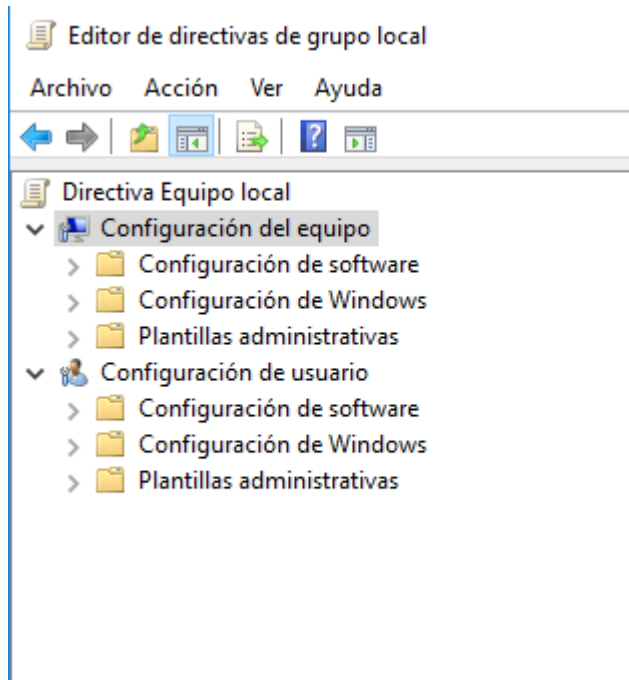 Editor de directivas de grupo local
Archivo Acción Ver Ayuda
Directiva Equipo local
Configuración del equipo
Configuración de software
Configuración de Windows
Plantillas administrativas
Configuración de usuario
Configuración de software
Configuración de Windows
Plantillas administrativas